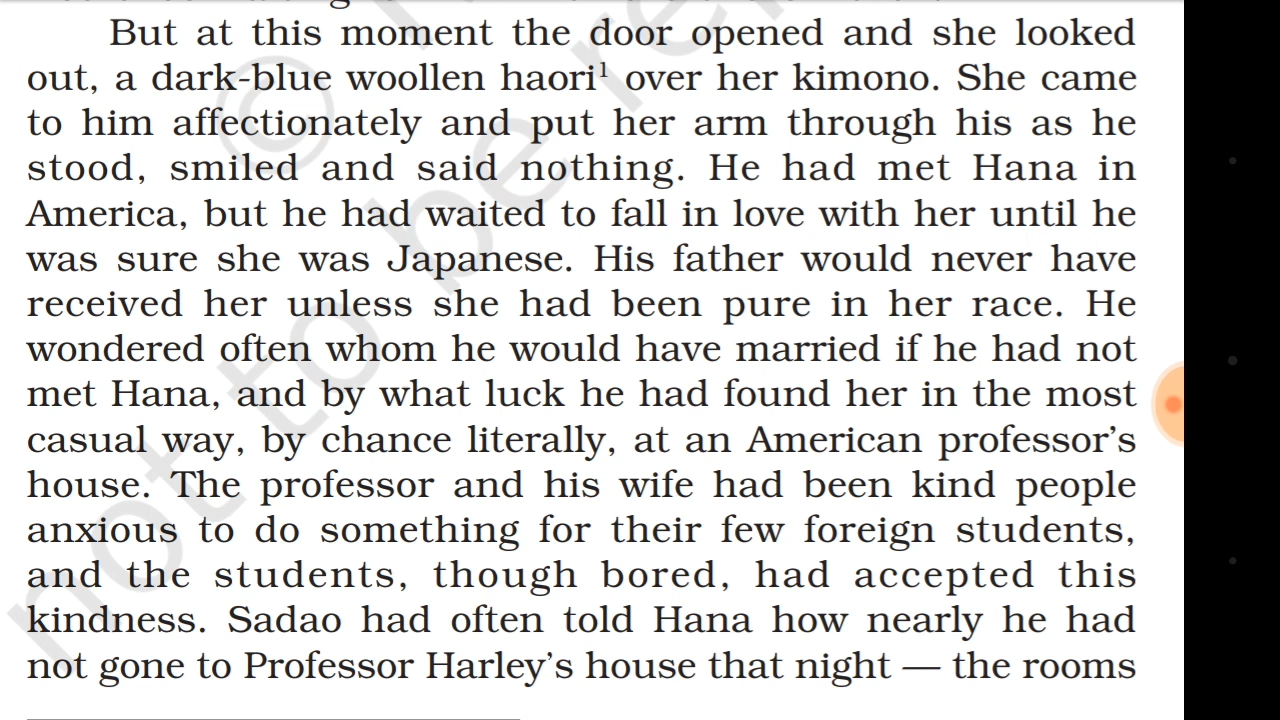 But at this moment the door opened and she looked
out, a dark-blue woollen haori¹ over her kimono. She came
to him affectionately and put her arm through his as he
stood, smiled and said nothing. He had met Hana in
America, but he had waited to fall in love with her until he
was sure she was Japanese. His father would never have
received her unless she had been pure in her race. He
wondered often whom he would have married if he had not
met Hana, and by what luck he had found her in the most
casual way, by chance literally, at an American professor’s
house. The professor and his wife had been kind people
anxious to do something for their few foreign students,
and the students, though bored, had accepted this
kindness. Sadao had often told Hana how nearly he had
not gone to Professor Harley’s house that night — the rooms
© 
not to be re